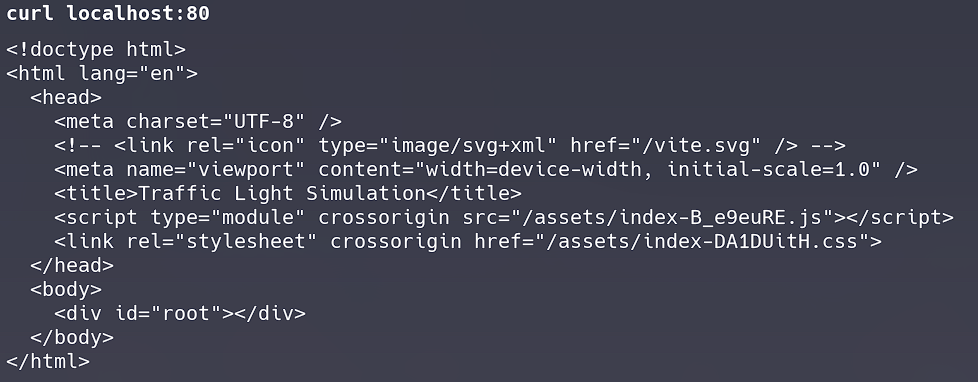 curl localhost:80
<!doctype html>
<html lang="en">
  <head>
    <meta charset="UTF-8" />
    <!-- <link rel="icon" type="image/svg+xml" href="/vite.svg" /> -->
    <meta name="viewport" content="width=device-width, initial-scale=1.0" />
    <title>Traffic Light Simulation</title>
    <script type="module" crossorigin src="/assets/index-B_e9euRE.js"></script>
    <link rel="stylesheet" crossorigin href="/assets/index-DA1DUitH.css">
  </head>
  <body>
    <div id="root"></div>
  </body>
</html>